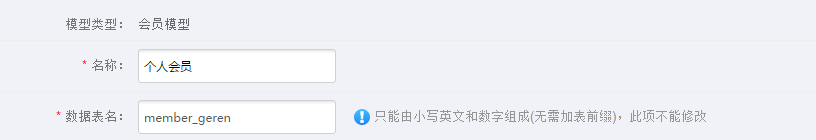 模型类型： 会员模型
* 名称： 个人会员
* 数据表名： member_geren 只能由小写英文和数字组成(无需加表前缀)，此项不能修改